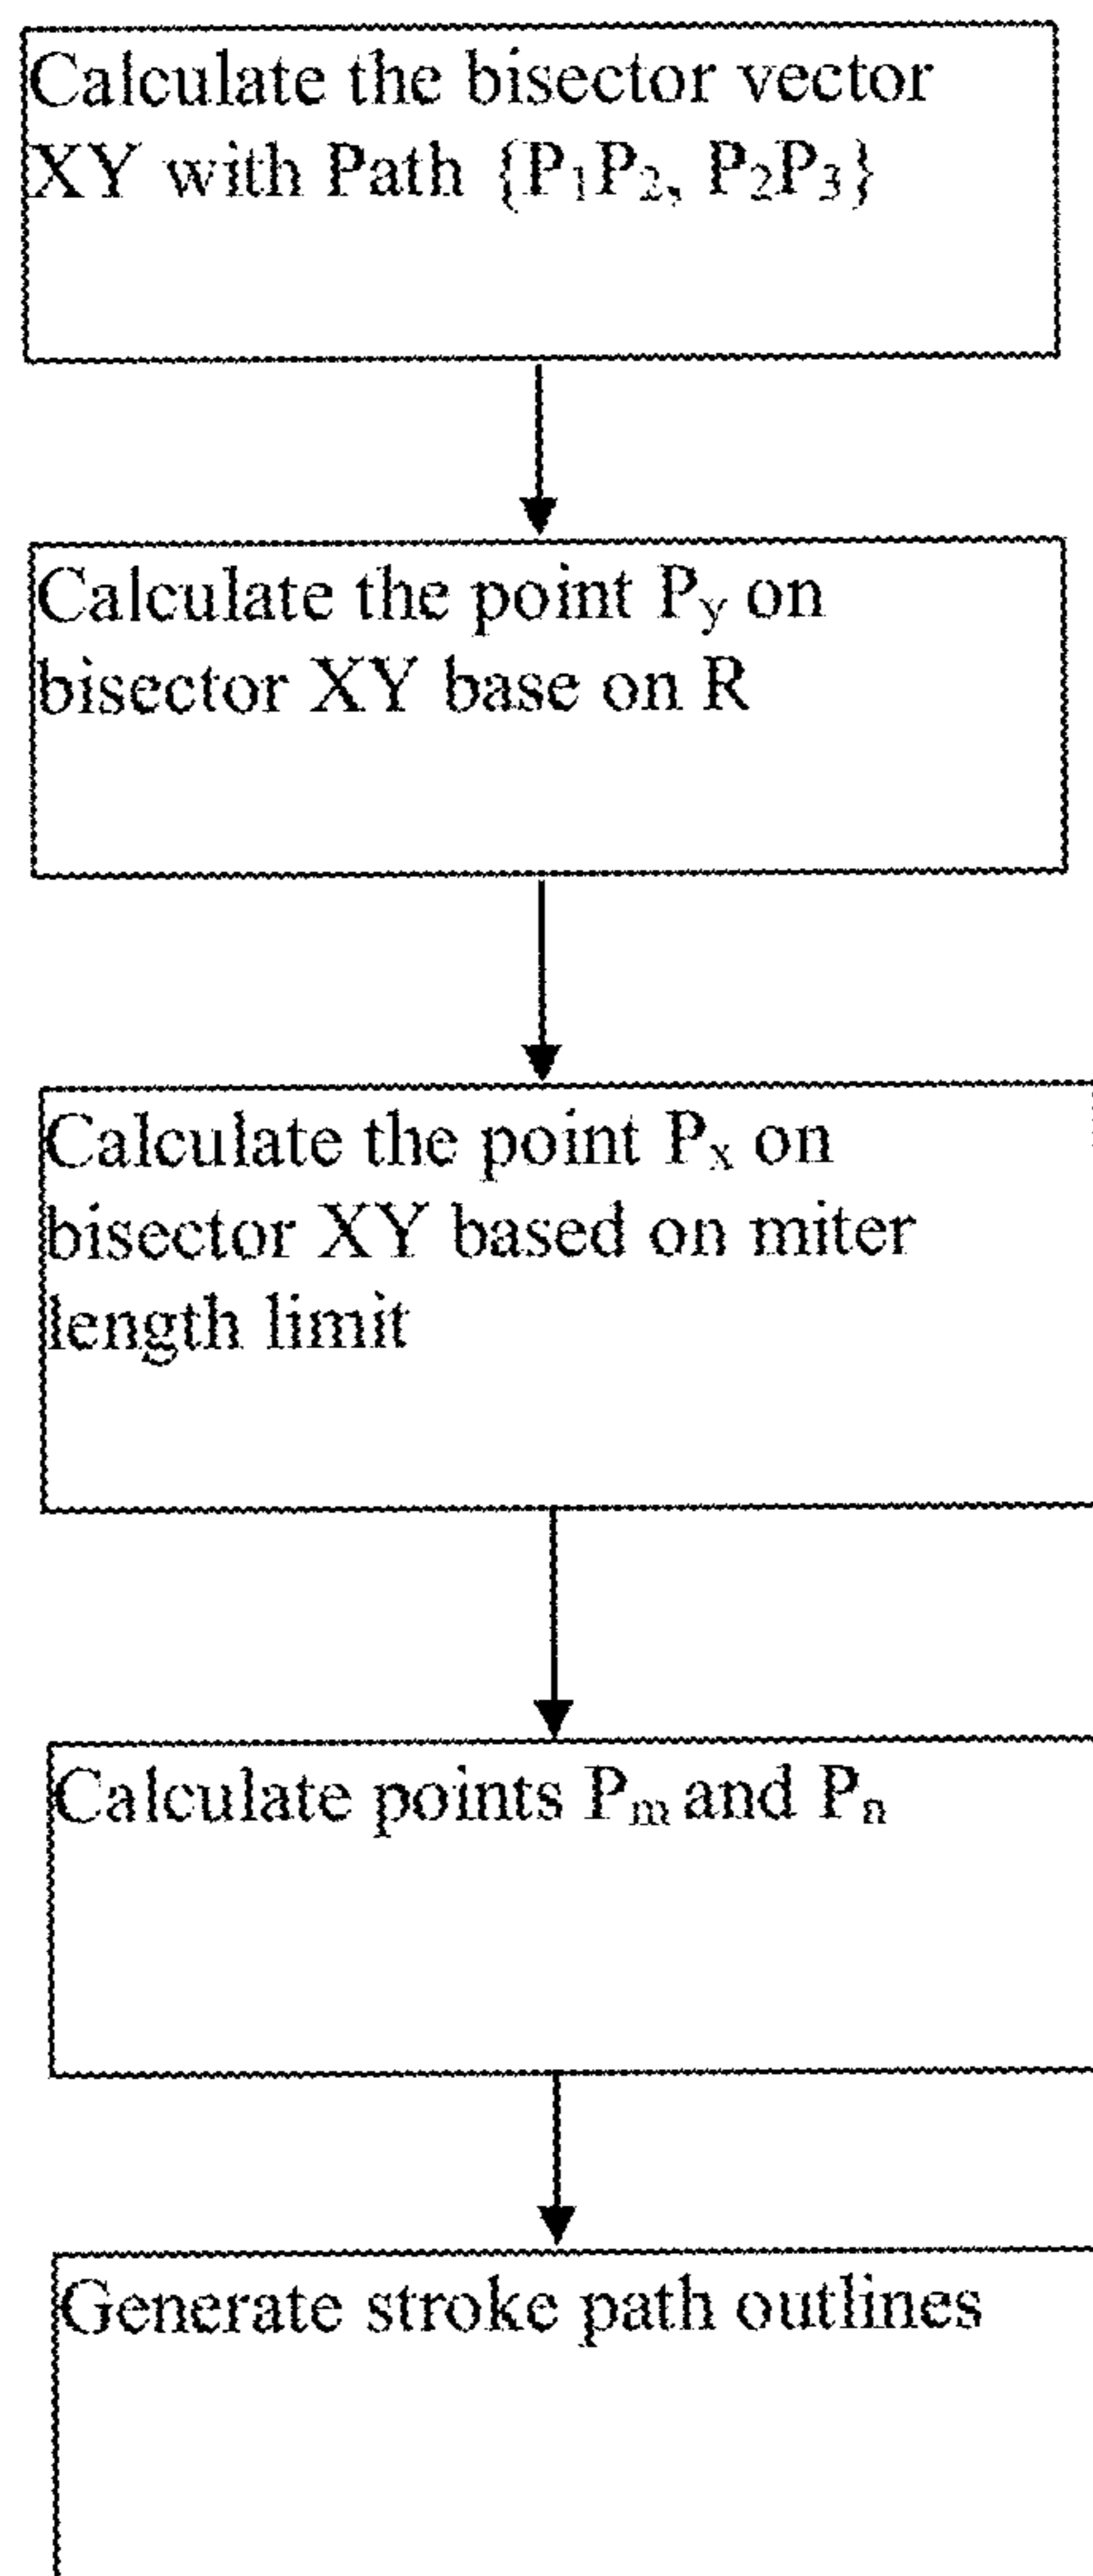 Calculate the bisector vector
XY with Path {P₁P₂, P₂P₃}
Calculate the point Pᵧ on
bisector XY base on R
Calculate the point Pₓ on
bisector XY based on miter
length limit
Calculate points Pₘ and Pₙ
Generate stroke path outlines